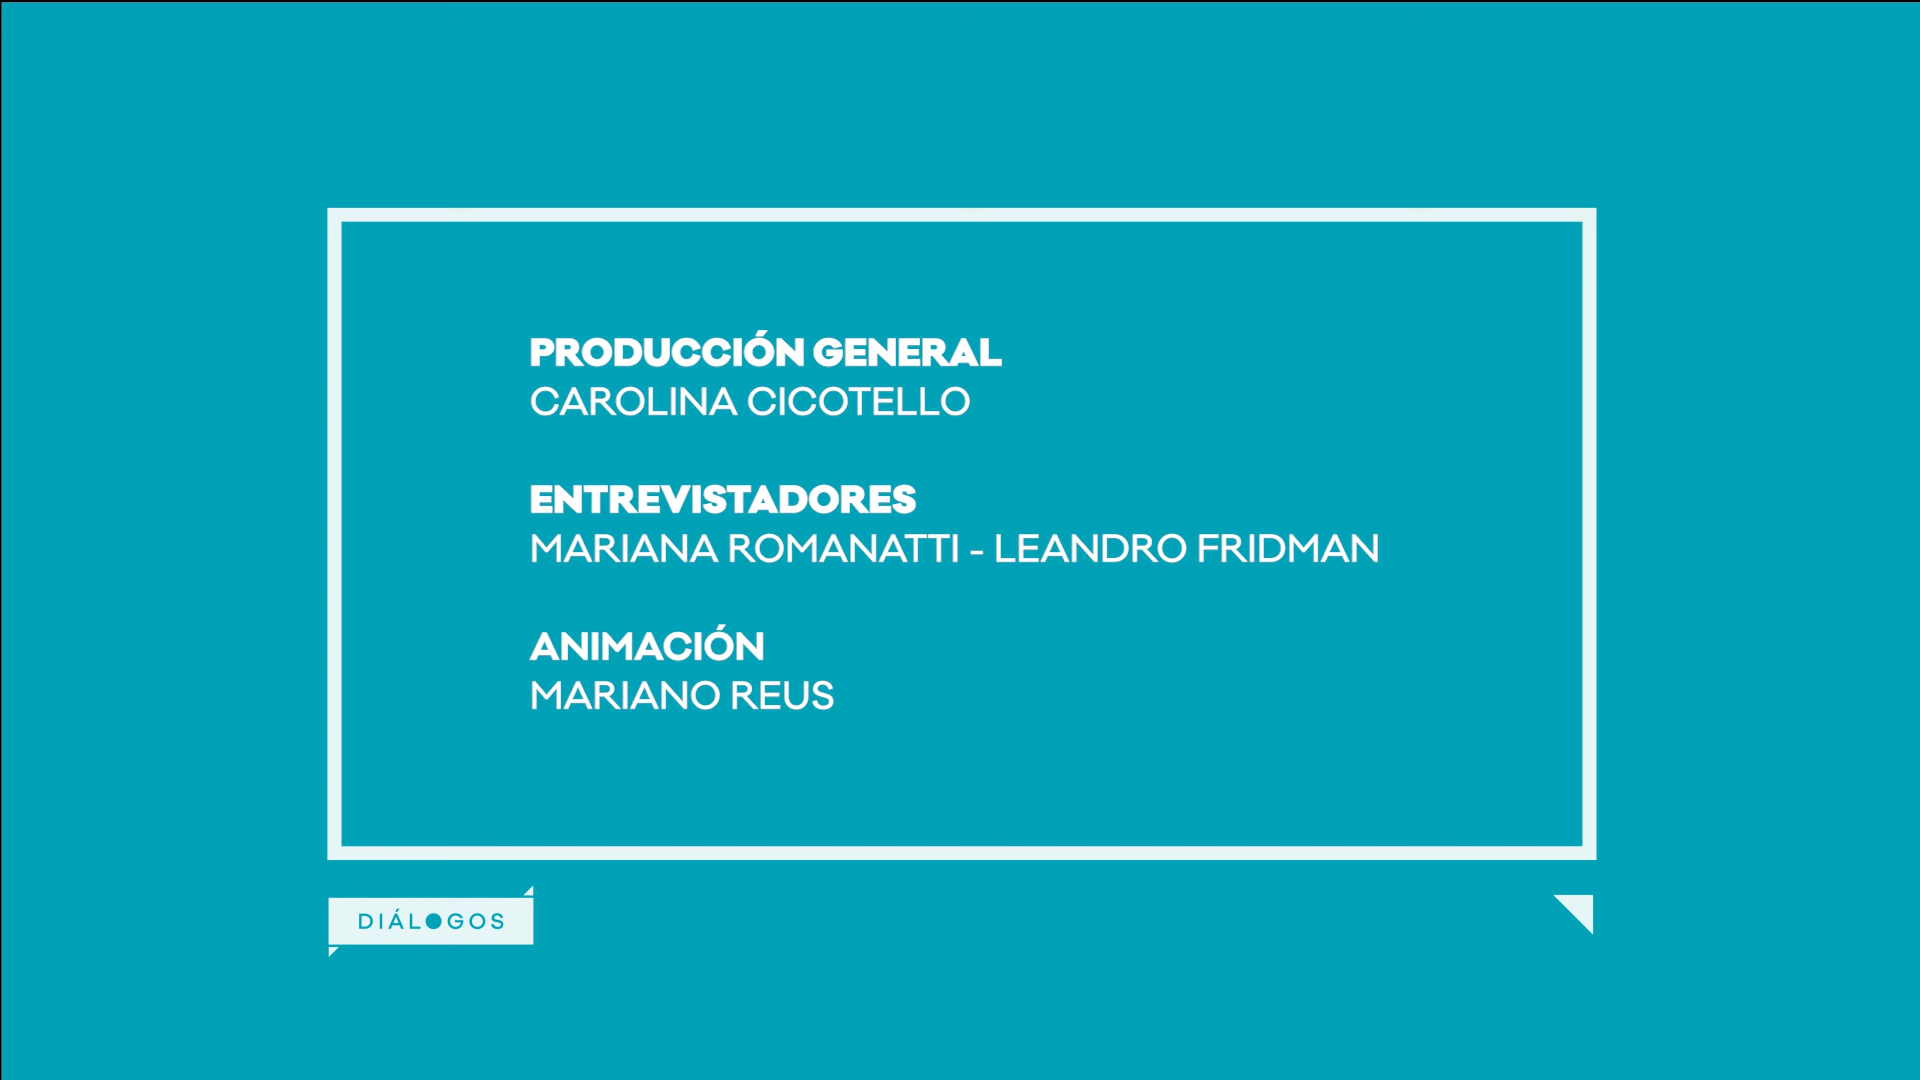 PRODUCCIÓN GENERAL
CAROLINA CICOTELLO
ENTREVISTADORES
MARIANA ROMANATTI - LEANDRO FRIDMAN
ANIMACIÓN
MARIANO REUS
DIÁLOGOS